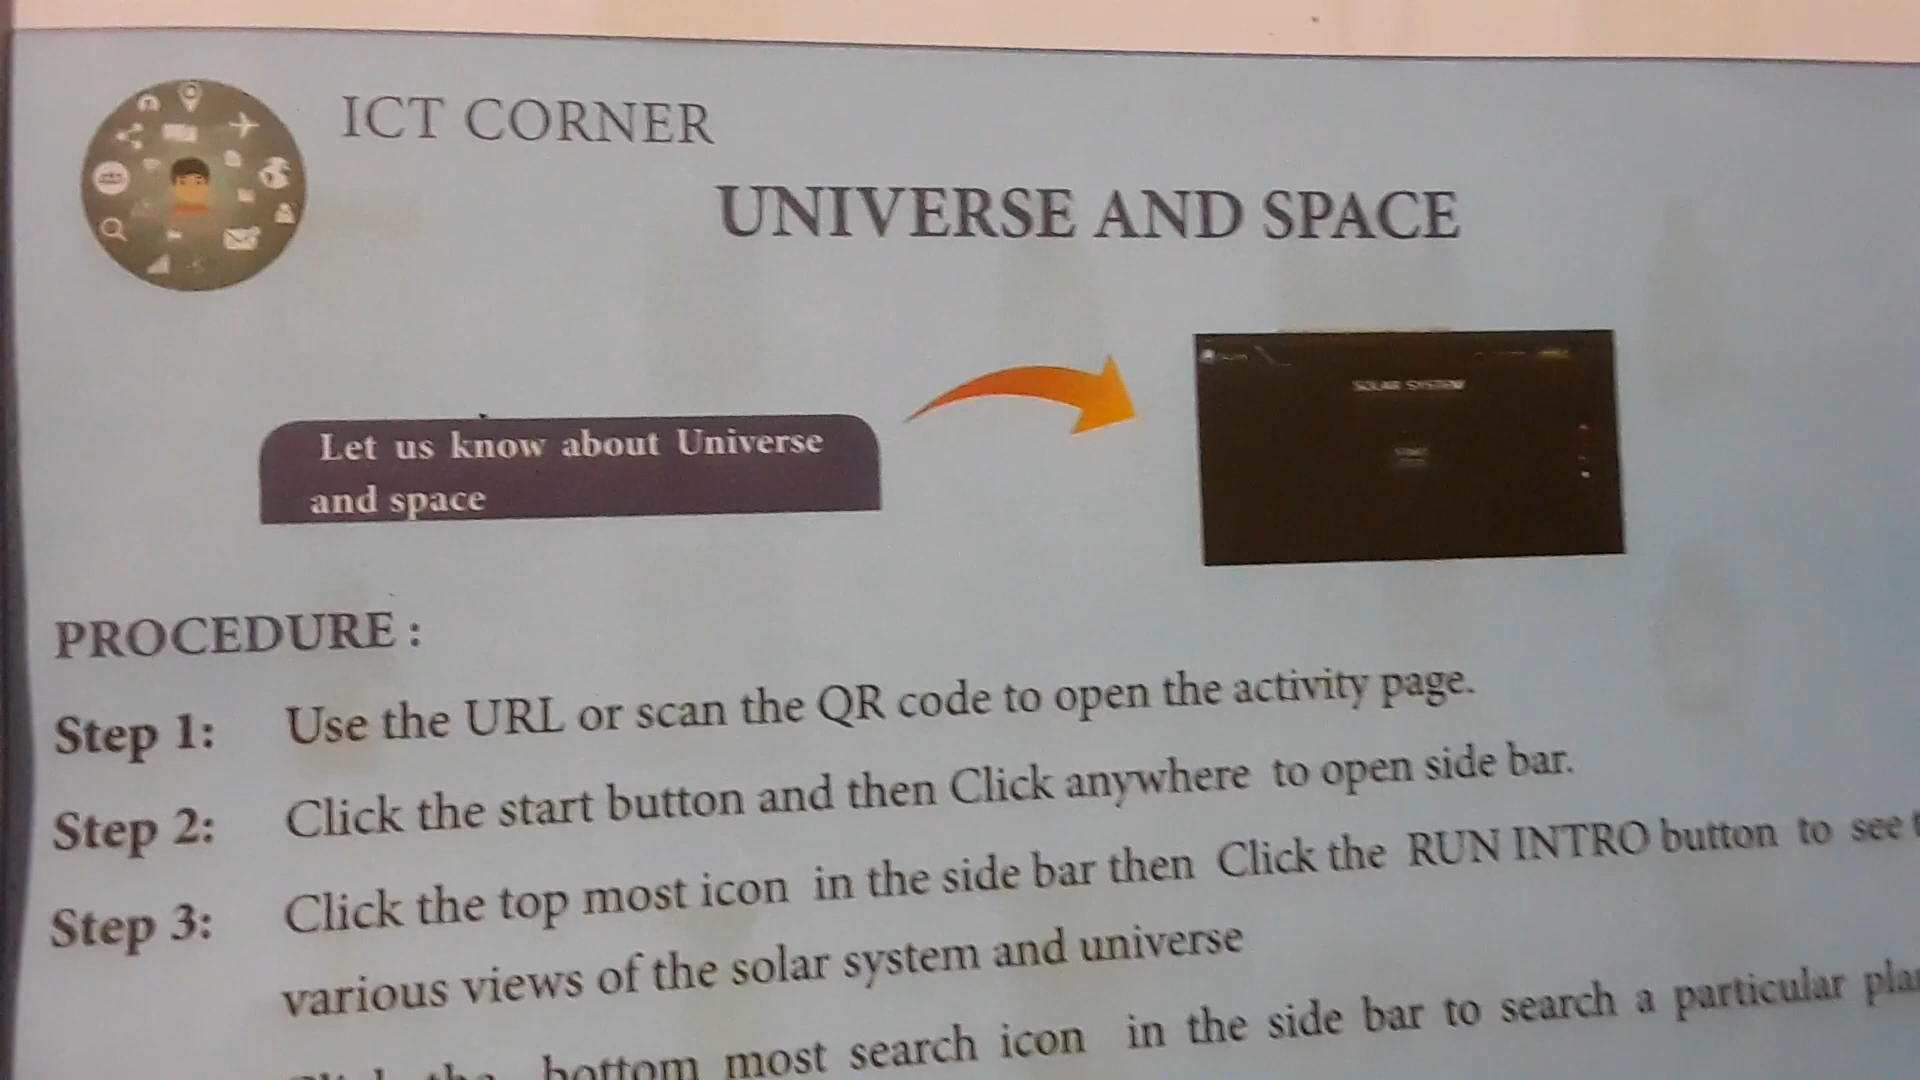 ICT CORNER
UNIVERSE AND SPACE
SOLAR SYSTEM
Let us know about Universe
and space
PROCEDURE :
Step 1: Use the URL or scan the QR code to open the activity page.
Step 2: Click the start button and then Click anywhere to open side bar.
Step 3: Click the top most icon in the side bar then Click the RUN INTRO button to see
various views of the solar system and universe
bottom most search icon in the side bar to search a particular